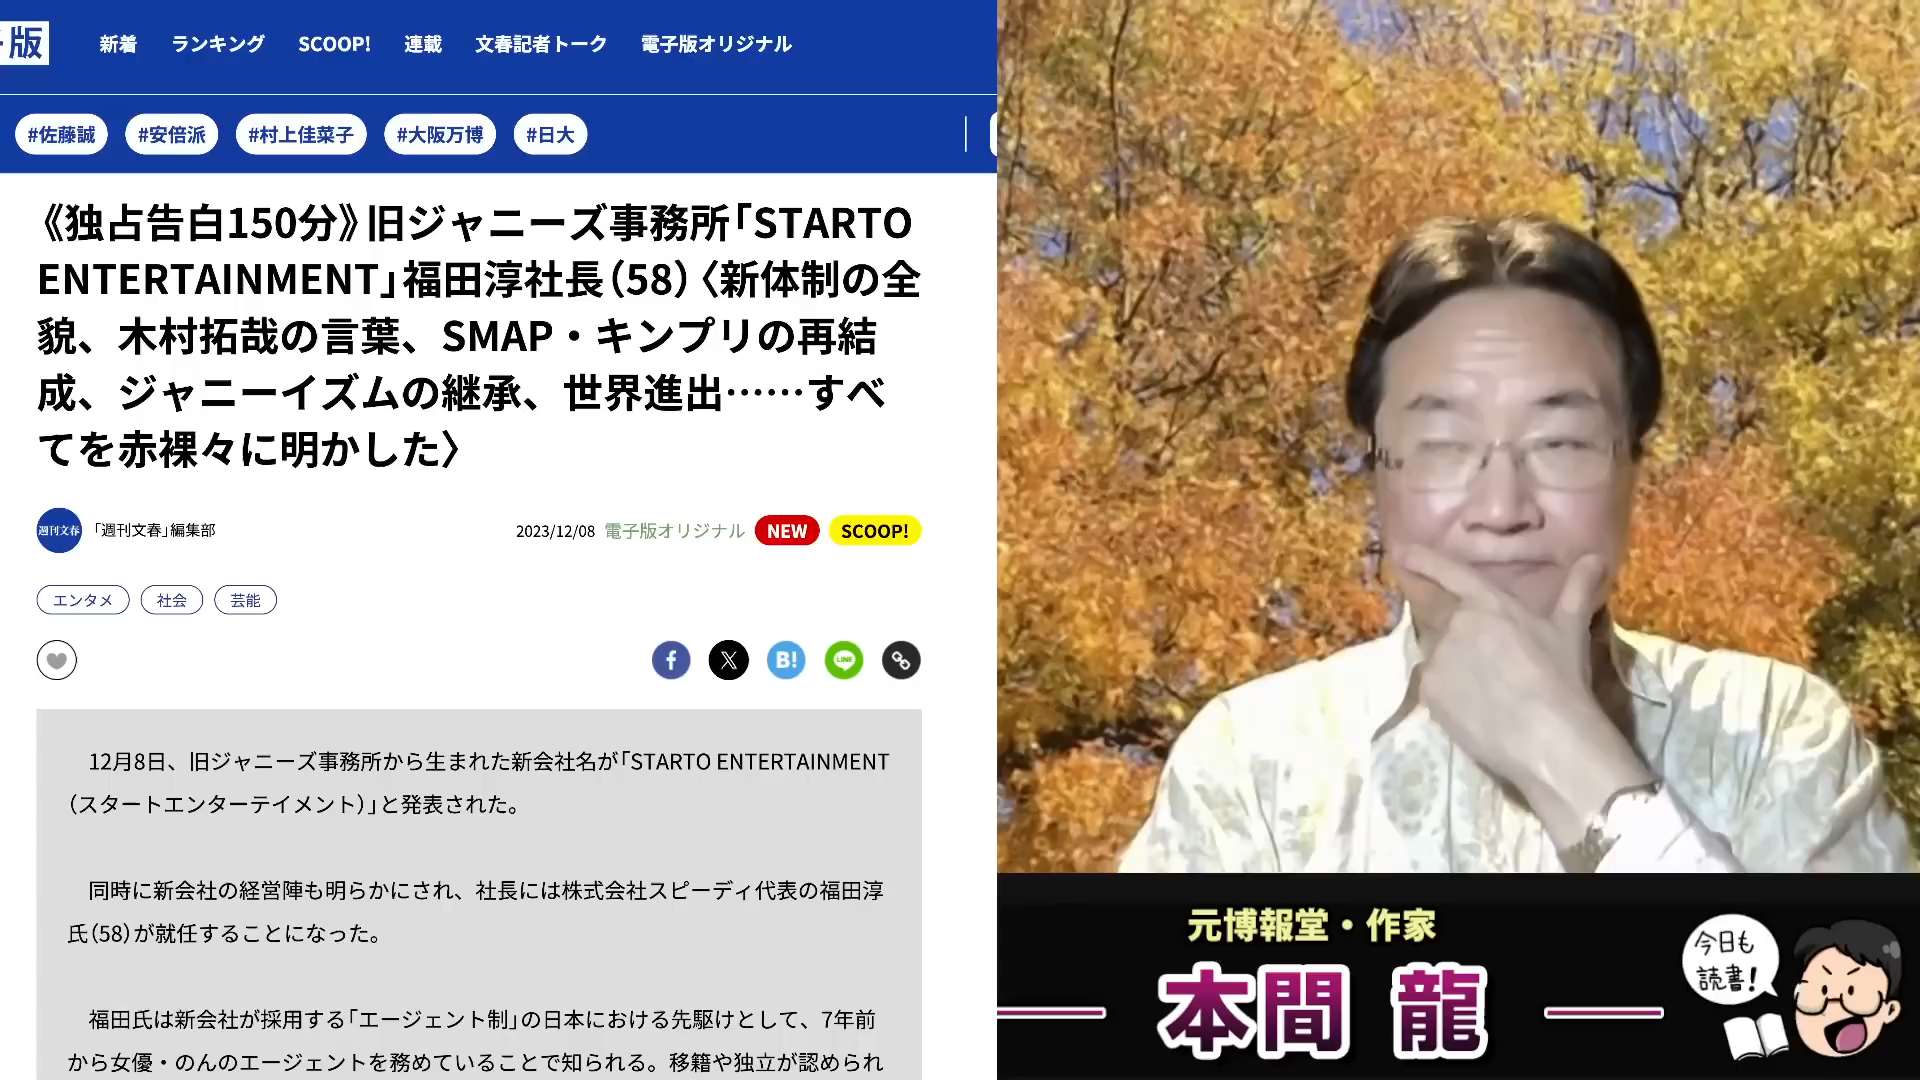 版
新着 ランキング SCOOP! 連載 文春記者トーク 電子版オリジナル
#佐藤誠 #安倍派 #村上佳菜子 #大阪万博 #日大
《独占告白150分》旧ジャニーズ事務所「STARTO
ENTERTAINMENT」福田淳社長（58）〈新体制の全
貌、木村拓哉の言葉、SMAP・キンプリの再結
成、ジャニーイズムの継承、世界進出……すべ
てを赤裸々に明かした〉
週刊文春 「週刊文春」編集部 2023/12/08 電子版オリジナル NEW SCOOP!
エンタメ 社会 芸能
f X B! LINE
12月8日、旧ジャニーズ事務所から生まれた新会社名が「STARTO ENTERTAINMENT
（スタートエンターテイメント）」と発表された。
同時に新会社の経営陣も明らかにされ、社長には株式会社スピーディ代表の福田淳
氏（58）が就任することになった。
福田氏は新会社が採用する「エージェント制」の日本における先駆けとして、7年前
から女優・のんのエージェントを務めていることで知られる。移籍や独立が認められ
元博報堂・作家
本間 龍
今日も
読書!